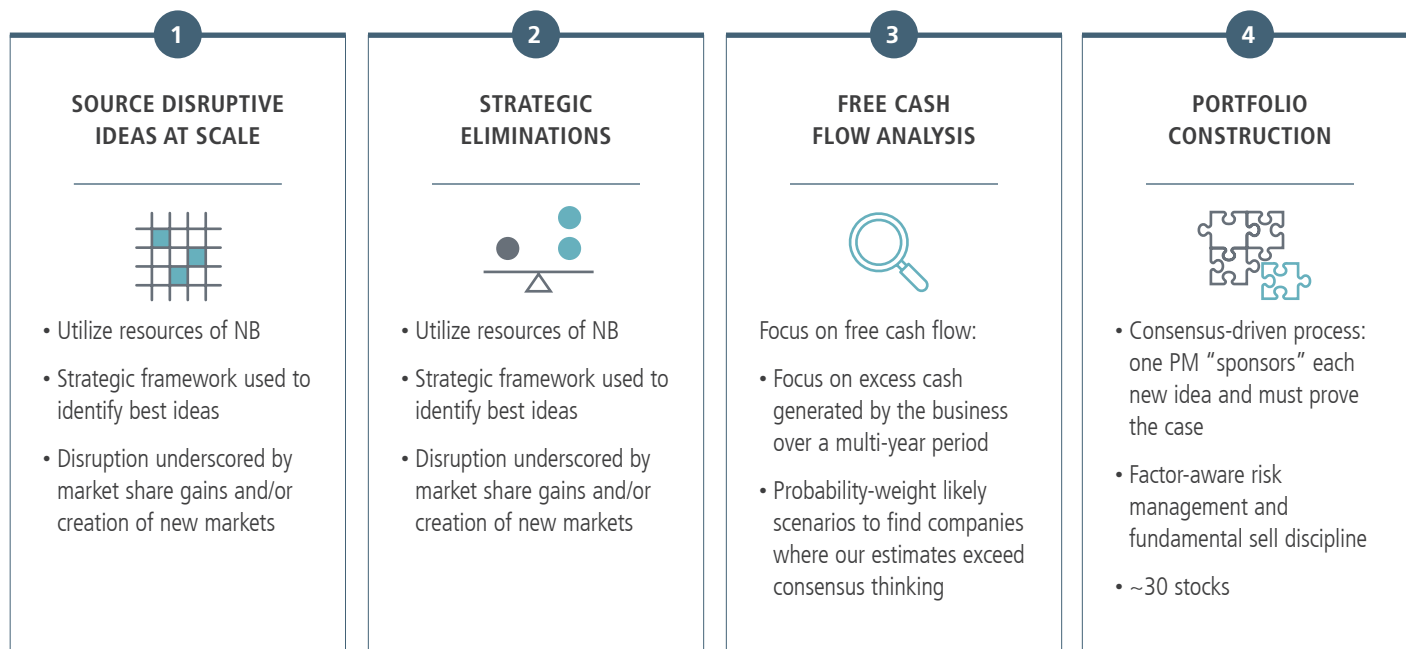 1
SOURCE DISRUPTIVE
IDEAS AT SCALE
• Utilize resources of NB
• Strategic framework used to
identify best ideas
• Disruption underscored by
market share gains and/or
creation of new markets
2
STRATEGIC
ELIMINATIONS
• Utilize resources of NB
• Strategic framework used to
identify best ideas
• Disruption underscored by
market share gains and/or
creation of new markets
3
FREE CASH
FLOW ANALYSIS
Focus on free cash flow:
• Focus on excess cash
generated by the business
over a multi-year period
• Probability-weight likely
scenarios to find companies
where our estimates exceed
consensus thinking
4
PORTFOLIO
CONSTRUCTION
• Consensus-driven process:
one PM “sponsors” each
new idea and must prove
the case
• Factor-aware risk
management and
fundamental sell discipline
• ~30 stocks